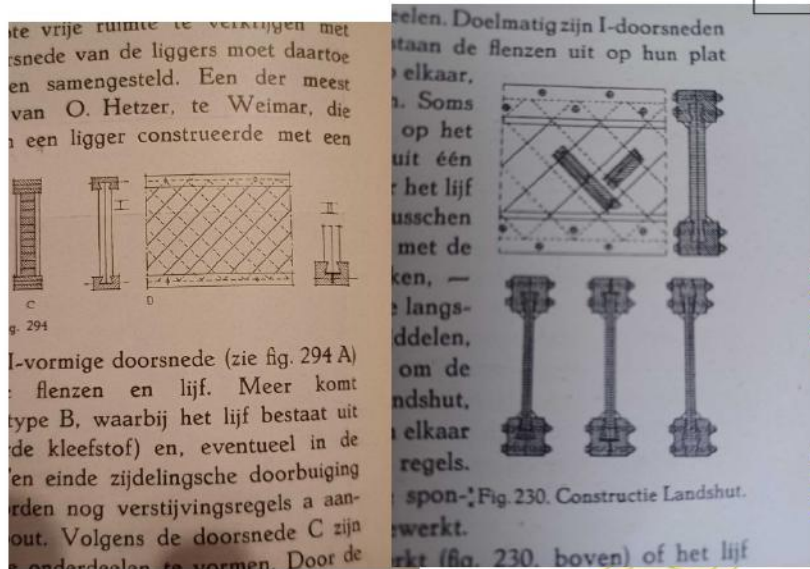 te vrije ruimte te verkrijgen met
rsnede van de liggers moet daartoe
en samengesteld. Een der meest
van O. Hetzer, te Weimar, die
een ligger construeerde met een
C
D
g. 294
I-vormige doorsnede (zie fig. 294 A)
flenzen en lijf. Meer komt
type B, waarbij het lijf bestaat uit
de kleefstof) en, eventueel in de
en einde zijdelingsche doorbuiging
rden nog verstijvingsregels a aan-
out. Volgens de doorsnede C zijn
onderdeelen te vormen. Door de
eelen. Doelmatig zijn I-doorsneden
staan de flenzen uit op hun plat
elkaar,
n. Soms
op het
uit één
het lijf
usschen
met de
ken, —
langs-
ddelen,
om de
ndshut,
elkaar
regels.
spon-
Fig. 230. Constructie Landshut.
ewerkt.
rkt (fig. 230, boven) of het lijf